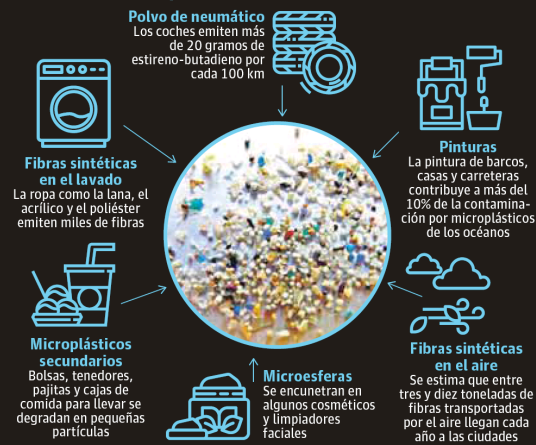 Polvo de neumático
Los coches emiten más
de 20 gramos de
estireno-butadieno por
cada 100 km
Fibras sintéticas
en el lavado
La ropa como la lana, el
acrílico y el poliéster
emiten miles de fibras
Pinturas
La pintura de barcos,
casas y carreteras
contribuye a más del
10% de la contamina-
ción por microplásticos
de los océanos
Microplásticos
secundarios
Bolsas, tenedores,
pajitas y cajas de
comida para llevar se
degradan en pequeñas
partículas
Microesferas
Se encunetran en
algunos cosméticos
y limpiadores
faciales
Fibras sintéticas
en el aire
Se estima que entre
tres y diez toneladas de
fibras transportadas
por el aire llegan cada
año a las ciudades